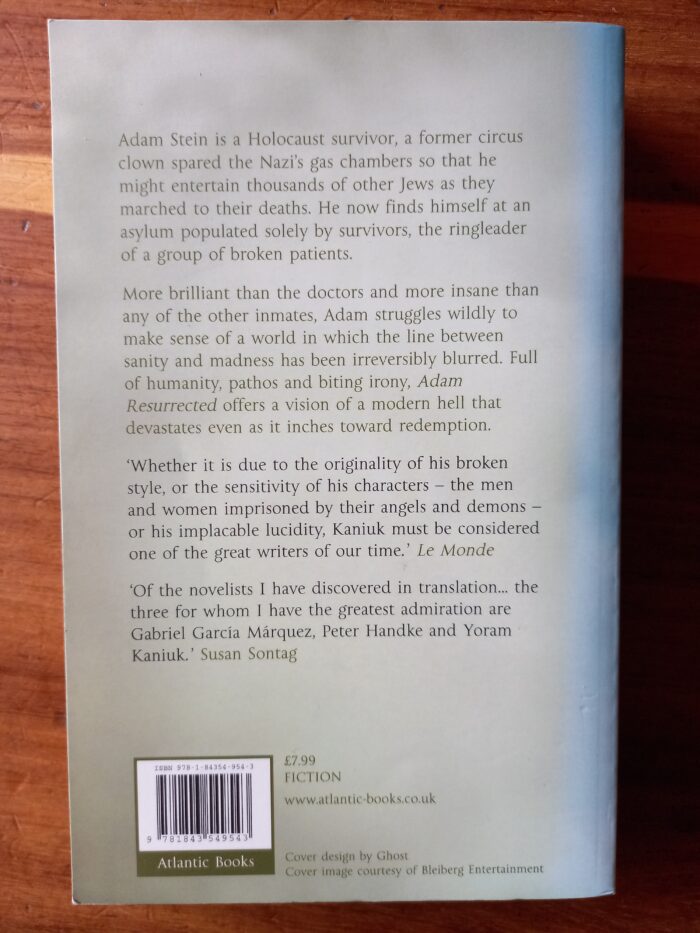 Adam Stein is a Holocaust survivor, a former circus
clown spared the Nazi's gas chambers so that he
might entertain thousands of other Jews as they
marched to their deaths. He now finds himself at an
asylum populated solely by survivors, the ringleader
of a group of broken patients.
More brilliant than the doctors and more insane than
any of the other inmates, Adam struggles wildly to
make sense of a world in which the line between
sanity and madness has been irreversibly blurred. Full
of humanity, pathos and biting irony, Adam
Resurrected offers a vision of a modern hell that
devastates even as it inches toward redemption.
‘Whether it is due to the originality of his broken
style, or the sensitivity of his characters – the men
and women imprisoned by their angels and demons –
or his implacable lucidity, Kaniuk must be considered
one of the great writers of our time.’ Le Monde
‘Of the novelists I have discovered in translation... the
three for whom I have the greatest admiration are
Gabriel García Márquez, Peter Handke and Yoram
Kaniuk.’ Susan Sontag
ISBN 978-1-84354-954-3
9 781843 549543
Atlantic Books
£7.99
FICTION
www.atlantic-books.co.uk
Cover design by Ghost
Cover image courtesy of Bleiberg Entertainment